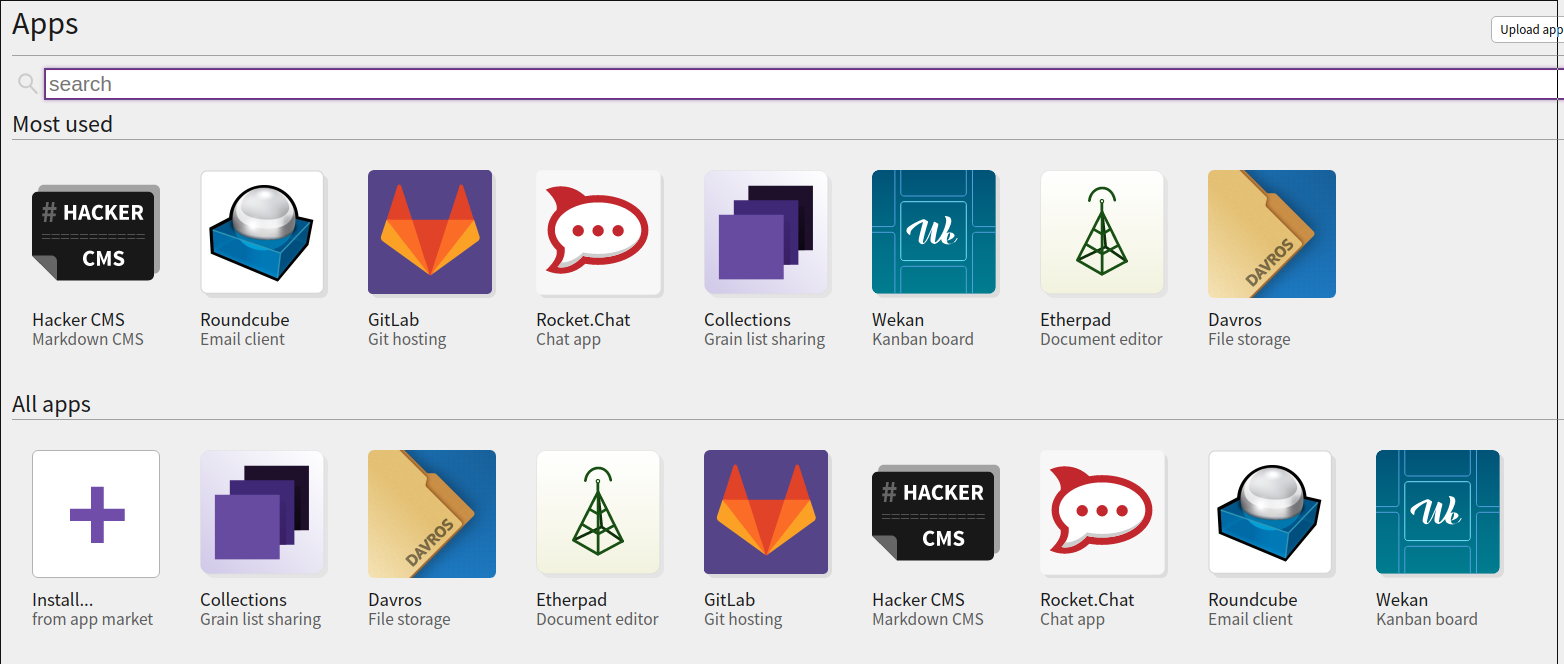 Apps
Upload app
search
Most used
# HACKER
CMS
We
DAVROS
Hacker CMS
Markdown CMS
Roundcube
Email client
GitLab
Git hosting
Rocket.Chat
Chat app
Collections
Grain list sharing
Wekan
Kanban board
Etherpad
Document editor
Davros
File storage
All apps
DAVROS
# HACKER
CMS
We
Install...
from app market
Collections
Grain list sharing
Davros
File storage
Etherpad
Document editor
GitLab
Git hosting
Hacker CMS
Markdown CMS
Rocket.Chat
Chat app
Roundcube
Email client
Wekan
Kanban board